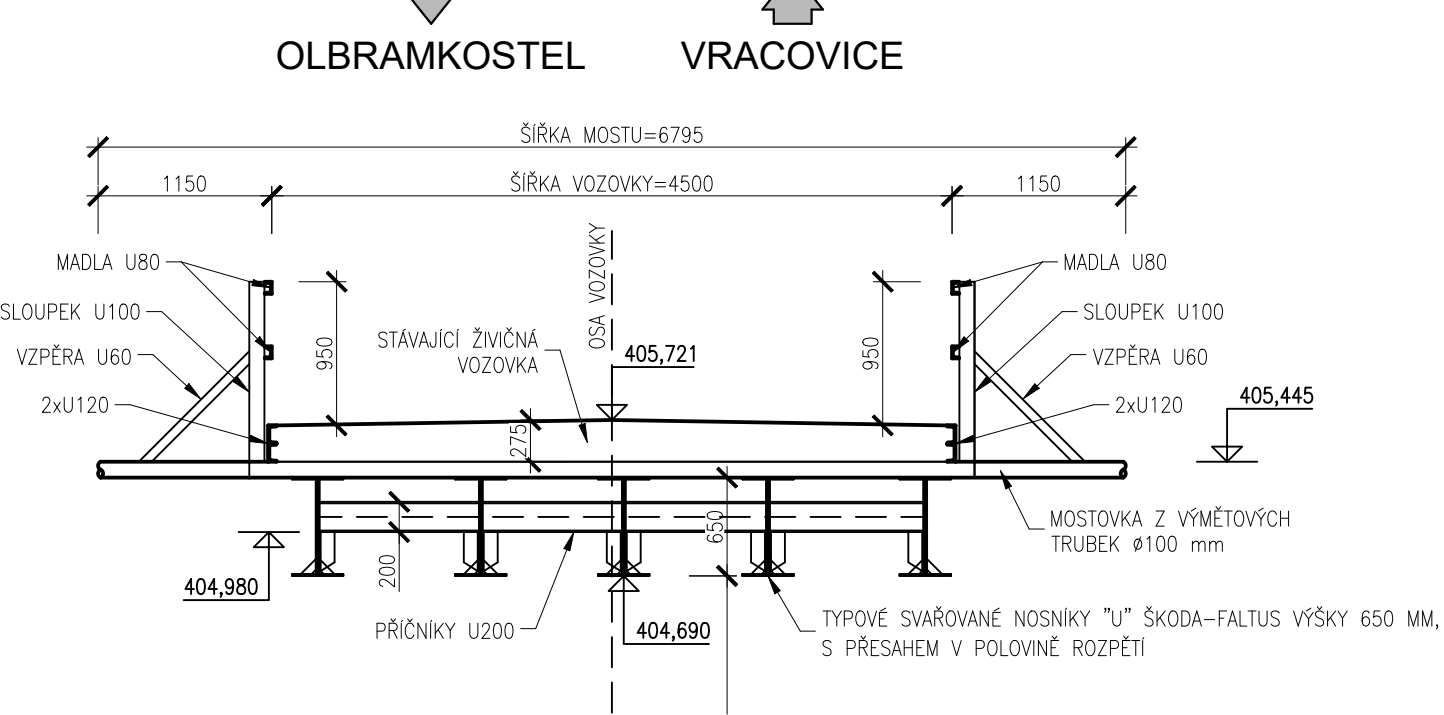 OLBRAMKOSTEL
VRACOVICE
ŠÍŘKA MOSTU=6795
1150
ŠÍŘKA VOZOVKY=4500
1150
OSA VOZOVKY
MADLA U80
MADLA U80
SLOUPEK U100
SLOUPEK U100
VZPĚRA U60
VZPĚRA U60
2xU120
2xU120
950
950
STÁVAJÍCÍ ŽIVIČNÁ
VOZOVKA
405,721
405,445
275
650
200
MOSTOVKA Z VÝMĚTOVÝCH
TRUBEK ø100 mm
404,980
PŘÍČNÍKY U200
404,690
TYPOVÉ SVAŘOVANÉ NOSNÍKY "U" ŠKODA-FALTUS VÝŠKY 650 MM,
S PŘESAHEM V POLOVINĚ ROZPĚTÍ